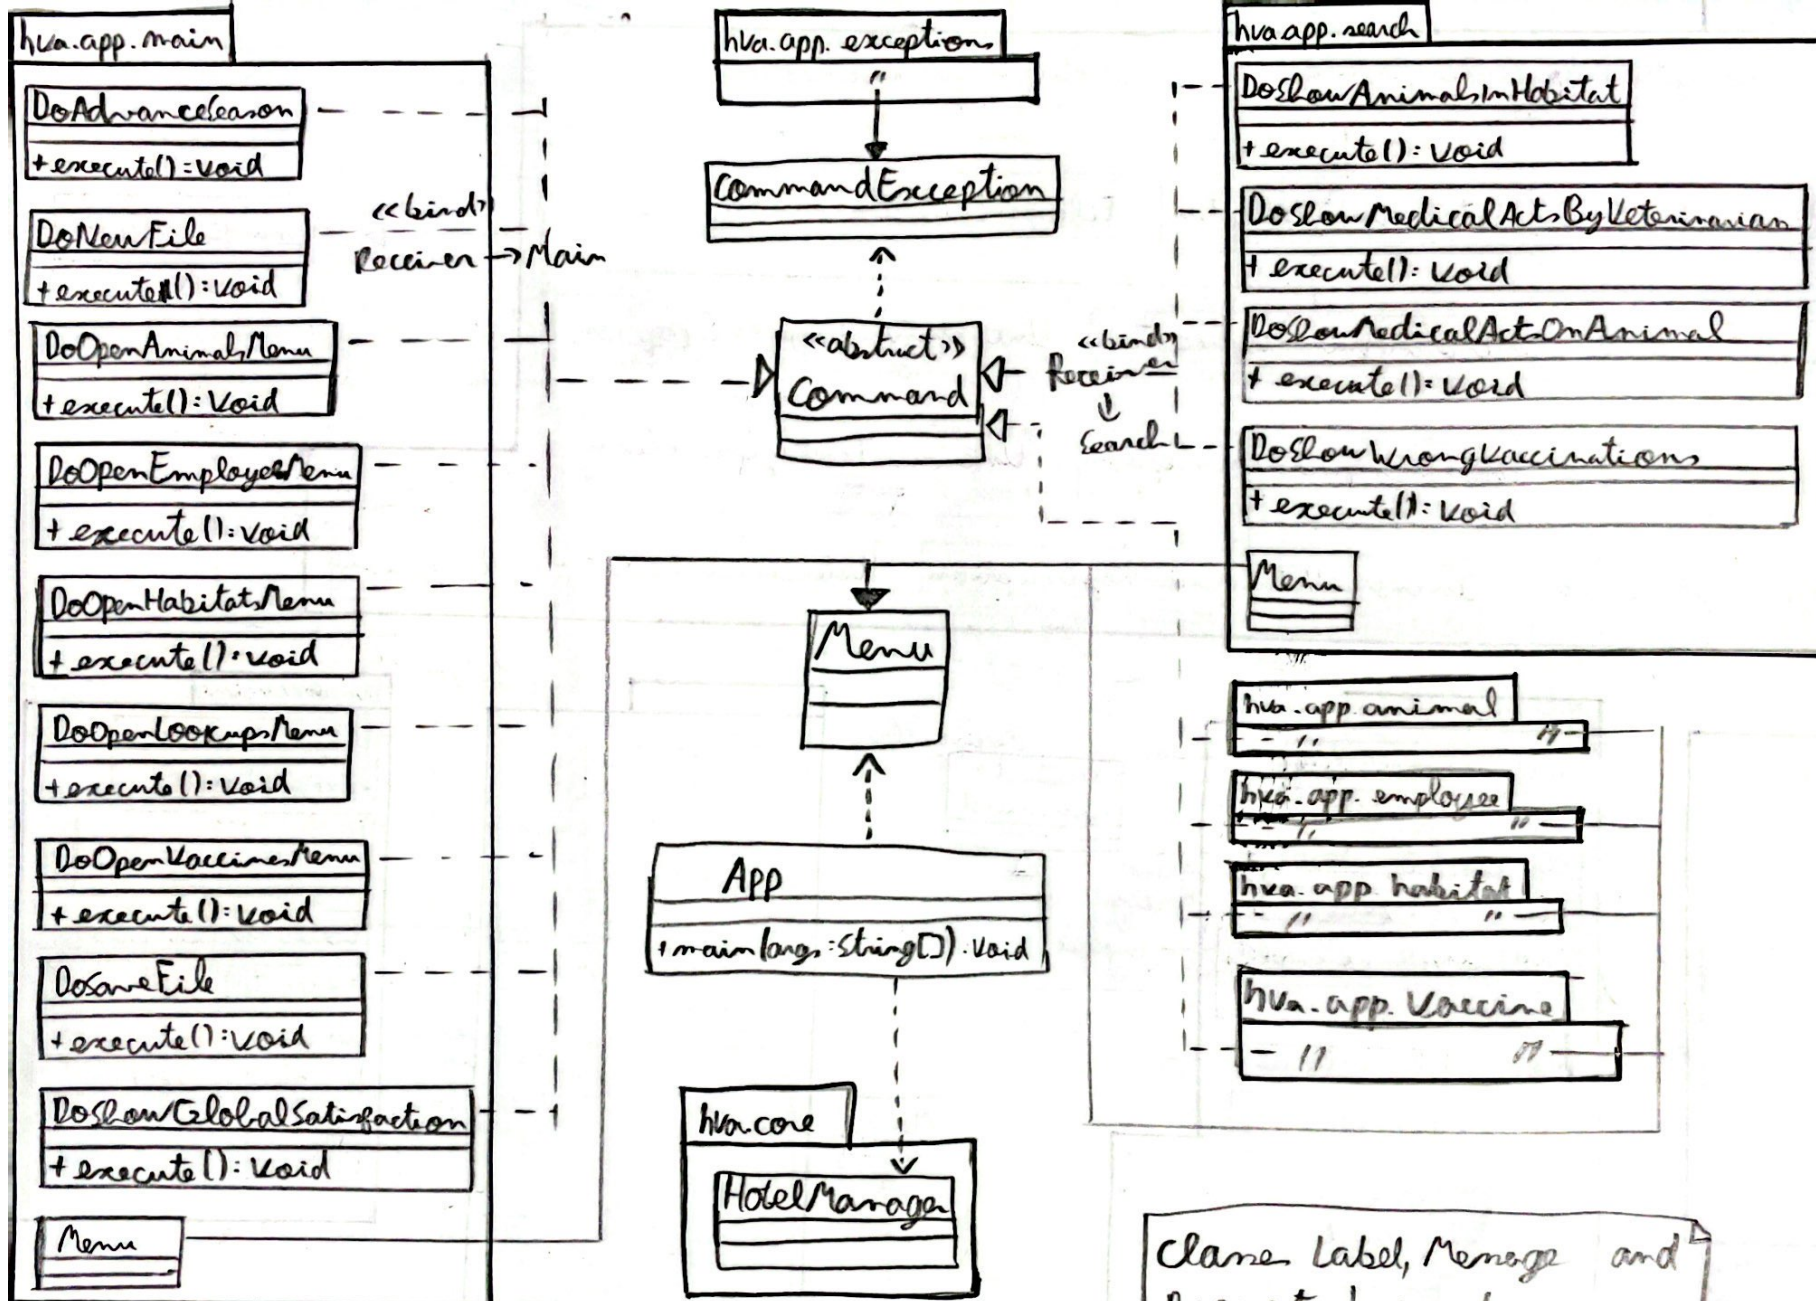 hva.app.main
DoAdvanceSeason
+ execute() : void
DoNewFile
+ execute() : void
DoOpenAnimalsMenu
+ execute() : void
DoOpenEmployeeMenu
+ execute() : void
DoOpenHabitatsMenu
+ execute() : void
DoOpenLookupsMenu
+ execute() : void
DoOpenVaccinesMenu
+ execute() : void
DoSaveFile
+ execute() : void
DoShowGlobalSatisfaction
+ execute() : void
Menu
<<bind>>
Receiver -> Main
hva.app.exceptions
"
CommandException
<<abstract>>
Command
<<bind>>
Receiver
↓
Search
Menu
App
+ main(args : String[]) : void
hva.core
HotelManager
hva.app.search
DoShowAnimalsInHabitat
+ execute() : void
DoShowMedicalActsByVeterinarian
+ execute() : void
DoShowMedicalActsOnAnimal
+ execute() : void
DoShowWrongVaccinations
+ execute() : void
Menu
hva.app.animal
" "
hva.app.employee
" "
hva.app.habitat
" "
hva.app.vaccine
" "
Classes Label, Message and